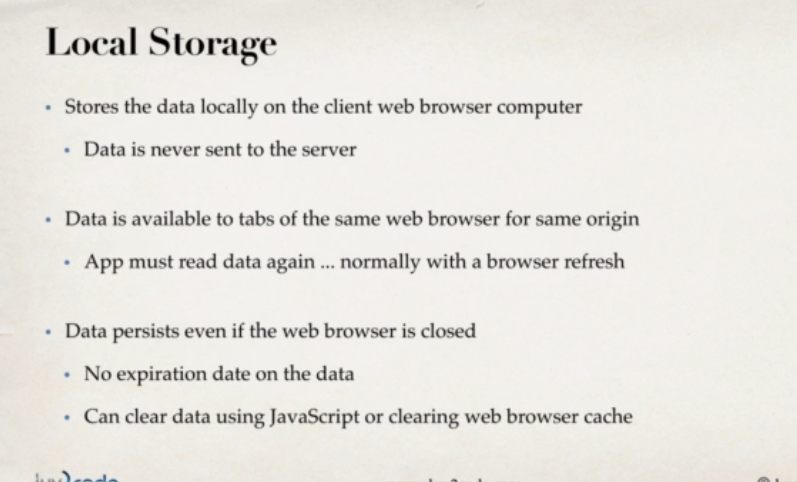 Local Storage
• Stores the data locally on the client web browser computer
• Data is never sent to the server
• Data is available to tabs of the same web browser for same origin
• App must read data again ... normally with a browser refresh
• Data persists even if the web browser is closed
• No expiration date on the data
• Can clear data using JavaScript or clearing web browser cache